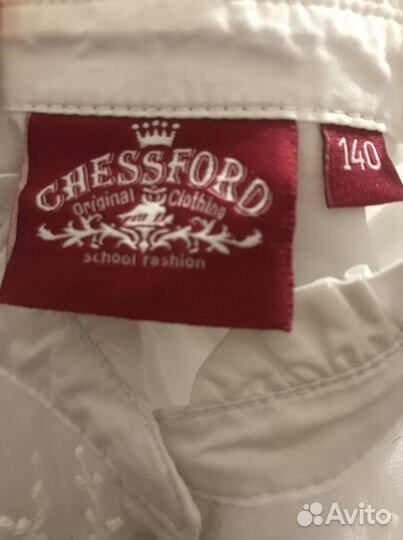 CHESSFORD
Original Clothing
school fashion
140
Avito